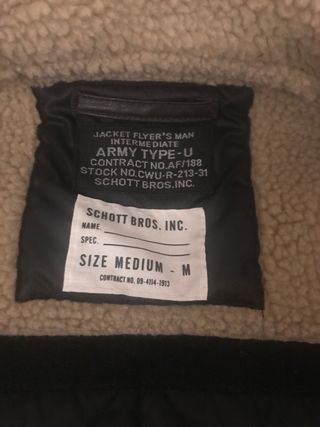 JACKET FLYER'S MAN
INTERMEDIATE
ARMY TYPE-U
CONTRACT NO.AF/188
STOCK NO.CWU-R-213-31
SCHOTT BROS.INC.
SCHOTT BROS. INC.
NAME.
SPEC.
SIZE MEDIUM - M
CONTRACT NO. 09-4114-1913